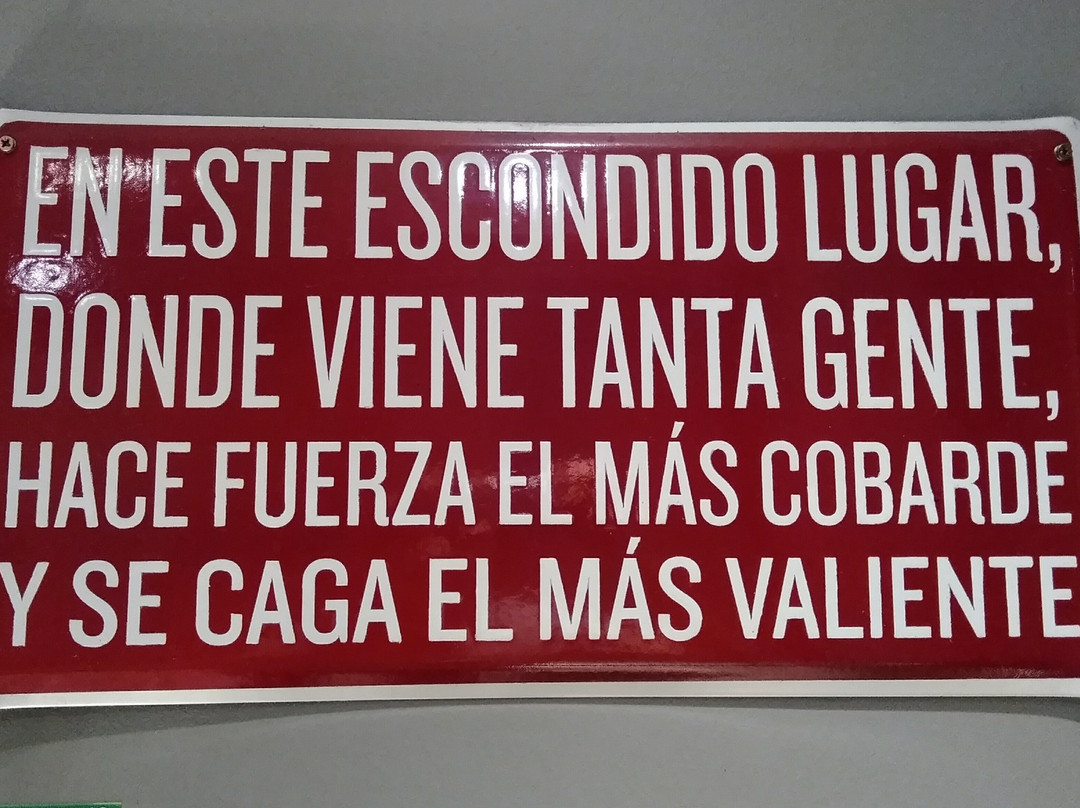 EN ESTE ESCONDIDO LUGAR,
DONDE VIENE TANTA GENTE,
HACE FUERZA EL MÁS COBARDE
Y SE CAGA EL MÁS VALIENTE